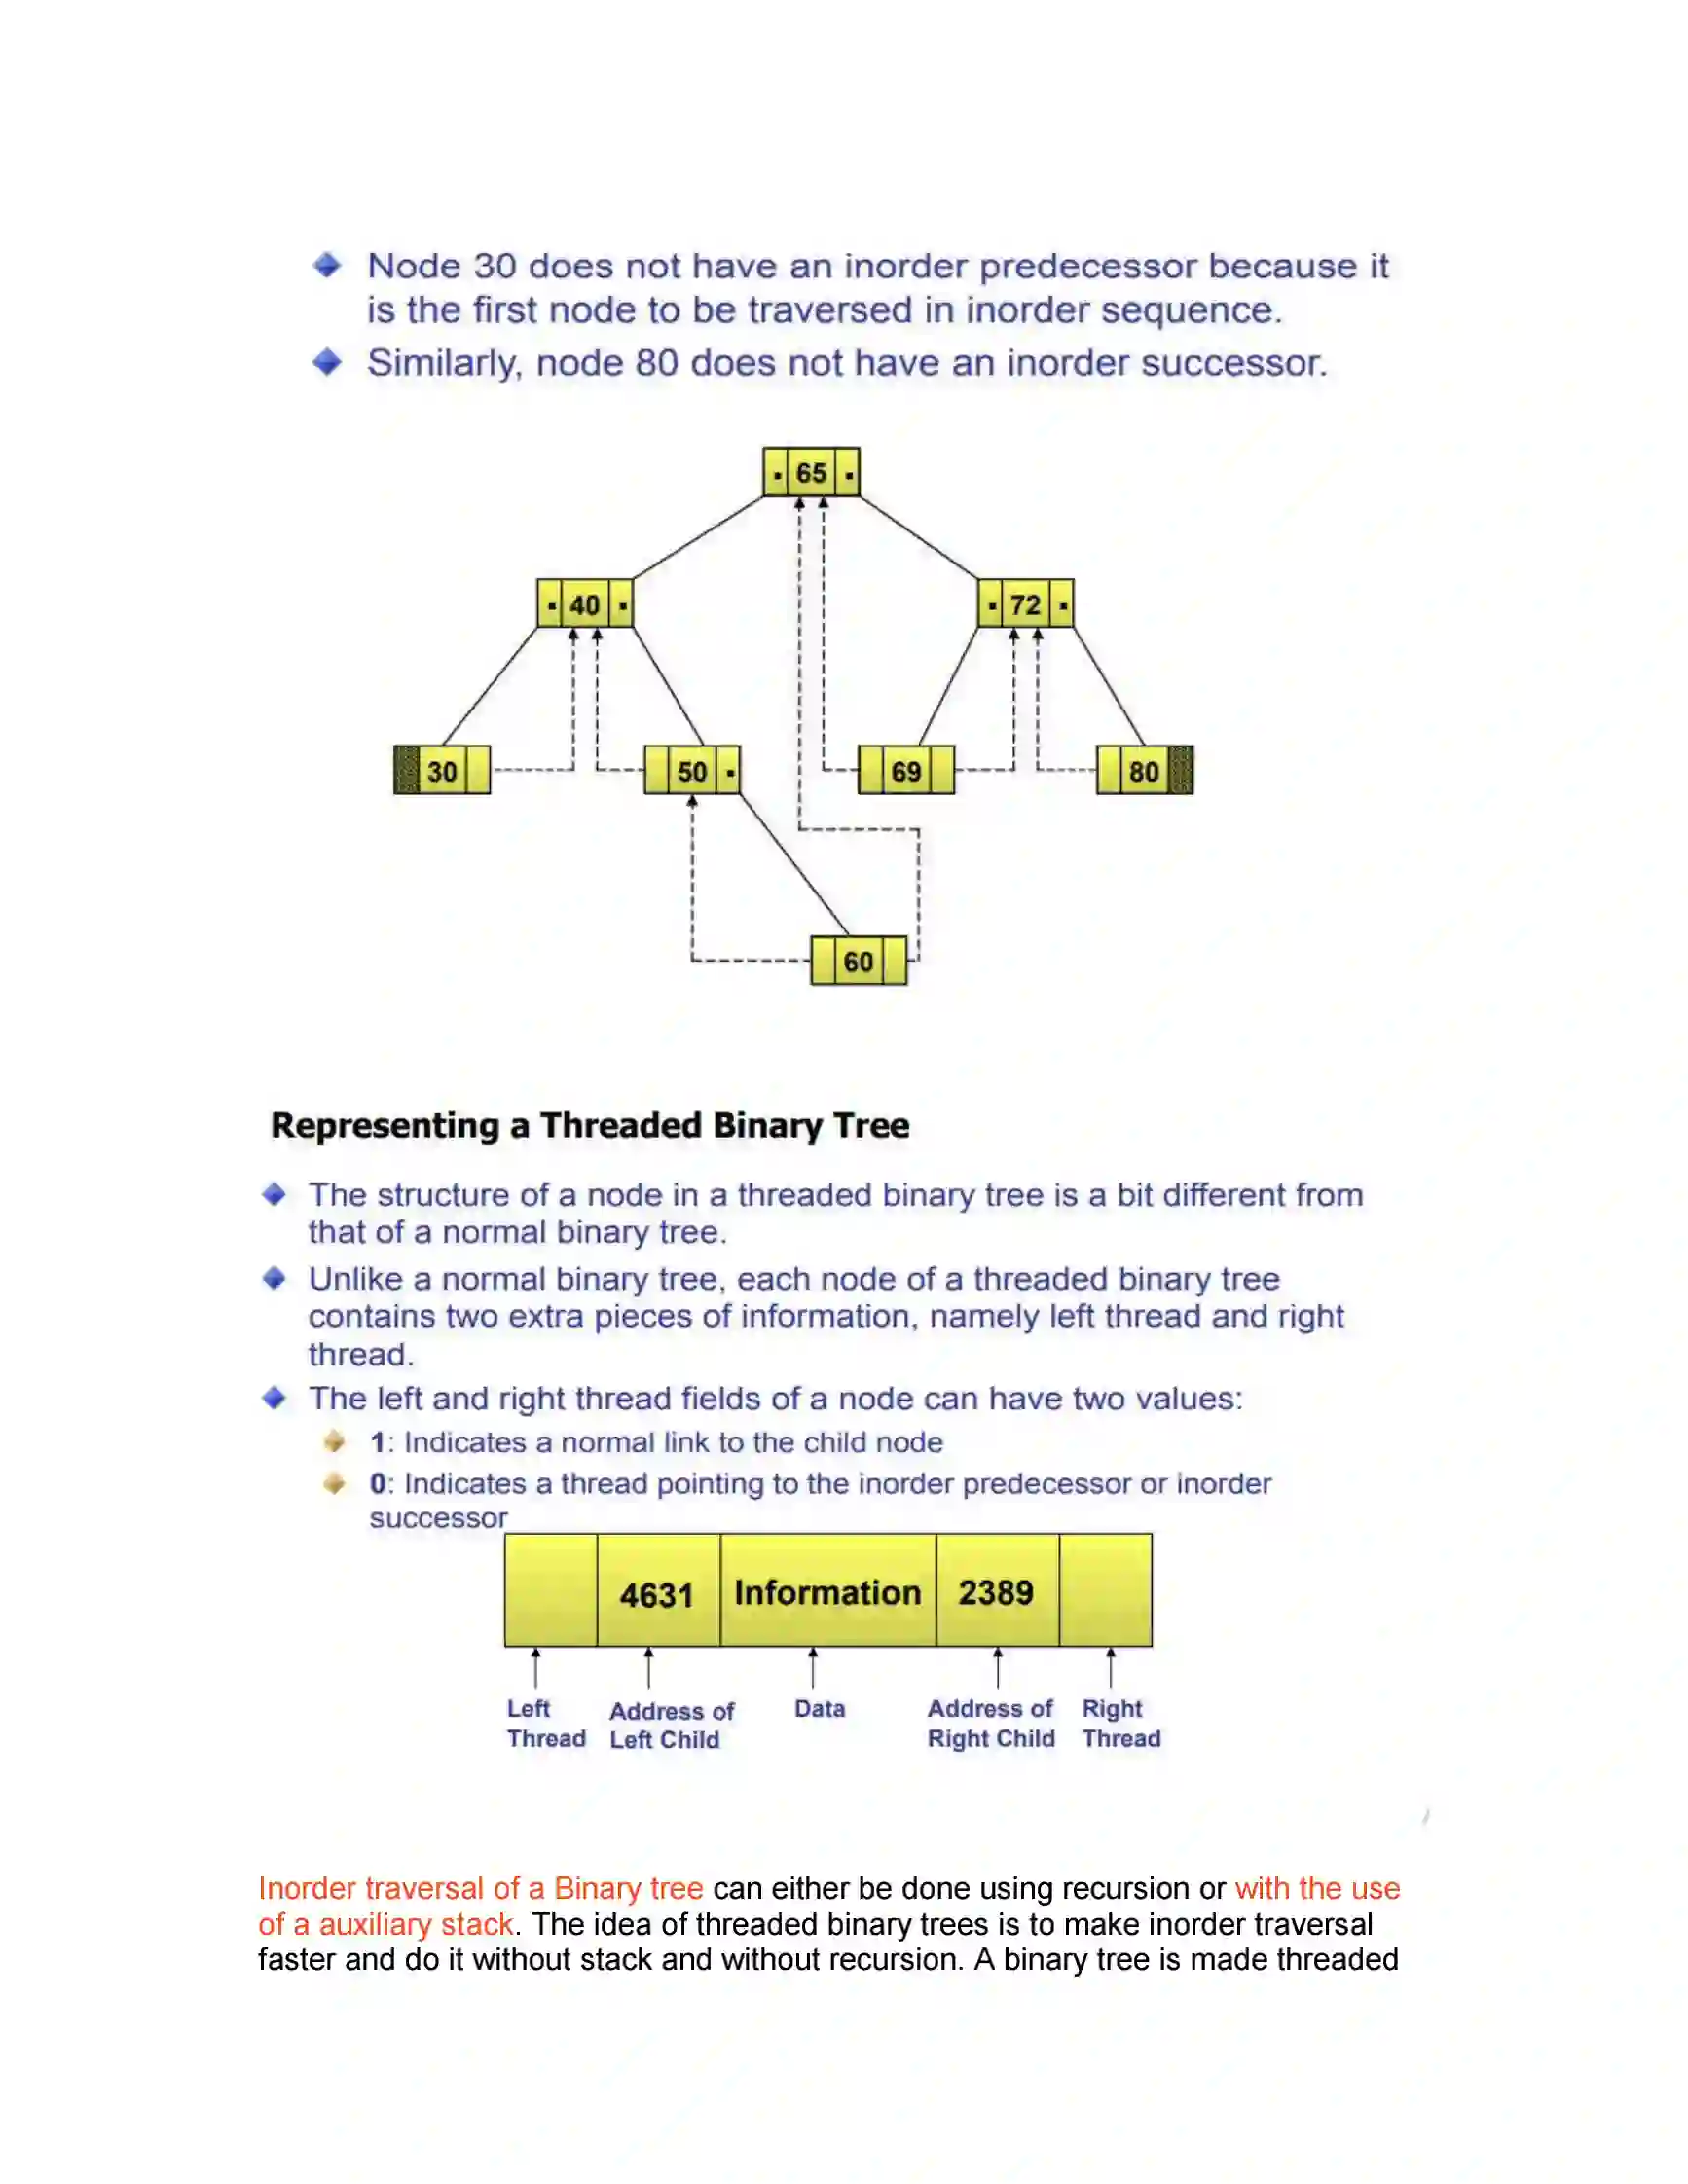 Node 30 does not have an inorder predecessor because it
is the first node to be traversed in inorder sequence.
Similarly, node 80 does not have an inorder successor.
65
40
72
30
50
69
80
60
Representing a Threaded Binary Tree
The structure of a node in a threaded binary tree is a bit different from
that of a normal binary tree.
Unlike a normal binary tree, each node of a threaded binary tree
contains two extra pieces of information, namely left thread and right
thread.
The left and right thread fields of a node can have two values:
1: Indicates a normal link to the child node
0: Indicates a thread pointing to the inorder predecessor or inorder
successor
4631 Information 2389
Left Thread
Address of Left Child
Data
Address of Right Child
Right Thread
Inorder traversal of a Binary tree can either be done using recursion or with the use
of a auxiliary stack. The idea of threaded binary trees is to make inorder traversal
faster and do it without stack and without recursion. A binary tree is made threaded